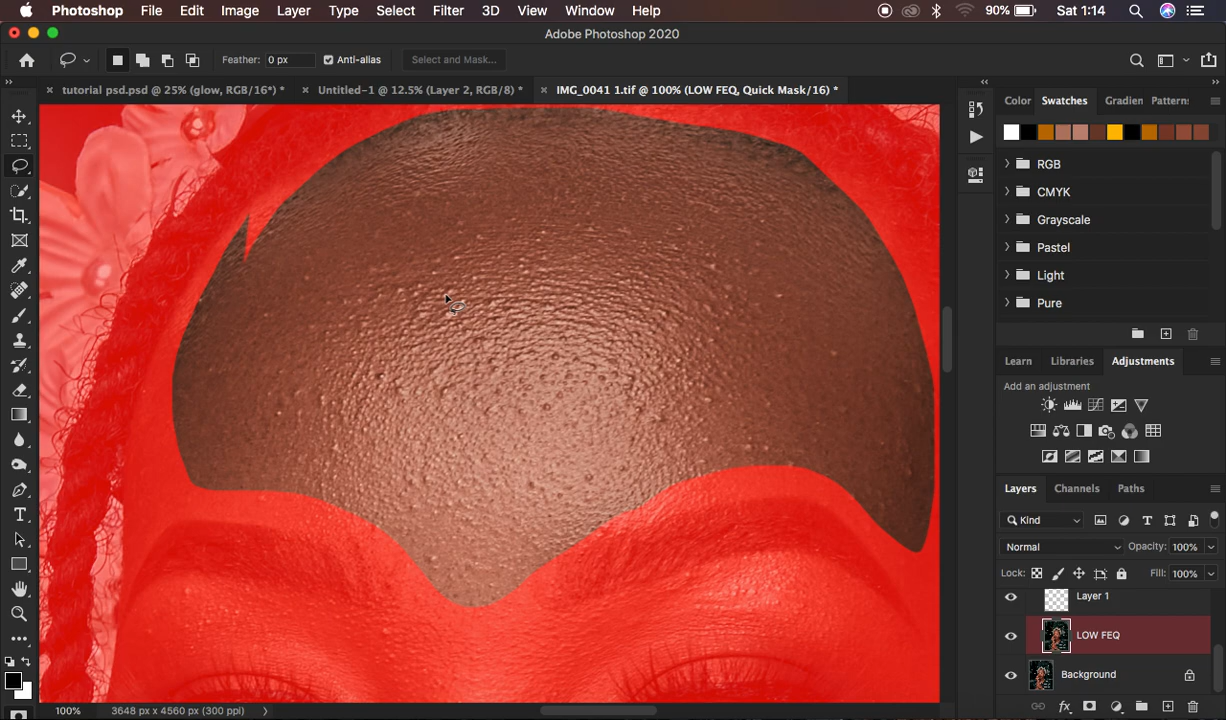 Photoshop File Edit Image Layer Type Select Filter 3D View Window Help 90% Sat 1:14
Adobe Photoshop 2020
Feather: 0 px Anti-alias Select and Mask...
tutorial psd.psd @ 25% (glow, RGB/16*) * Untitled-1 @ 12.5% (Layer 2, RGB/8) * IMG_0041 1.tif @ 100% (LOW FEQ, Quick Mask/16) *
Color Swatches Gradien Pattern:
RGB
CMYK
Grayscale
Pastel
Light
Pure
Learn Libraries Adjustments
Add an adjustment
Layers Channels Paths
Kind
Normal Opacity: 100%
Lock: Fill: 100%
Layer 1
LOW FEQ
Background
100% 3648 px x 4560 px (300 ppi)